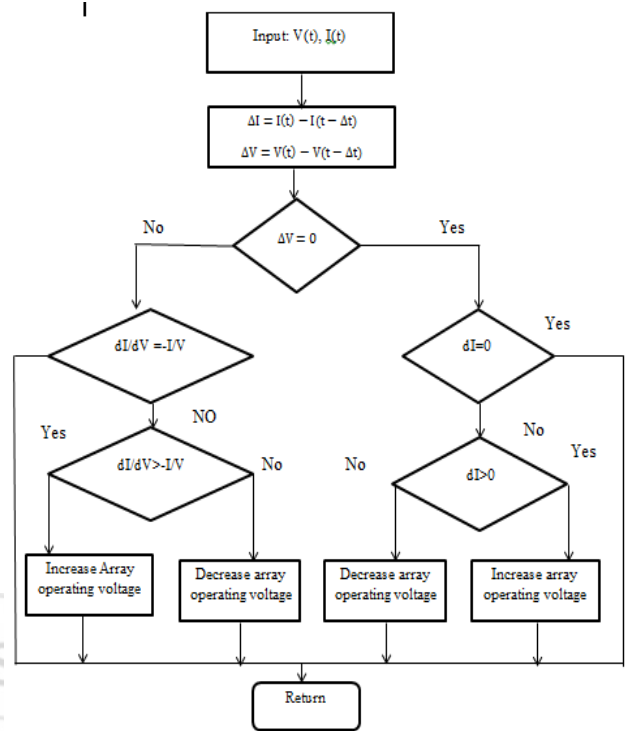 Input: V(t), I(t)
ΔI = I(t) – I(t – Δt)
ΔV = V(t) – V(t – Δt)
No
Yes
ΔV = 0
dI/dV =-I/V
dI=0
Yes
NO
No
Yes
Yes
dI/dV>-I/V
No
No
dI>0
Increase Array
operating voltage
Decrease array
operating voltage
Decrease array
operating voltage
Increase array
operating voltage
Return